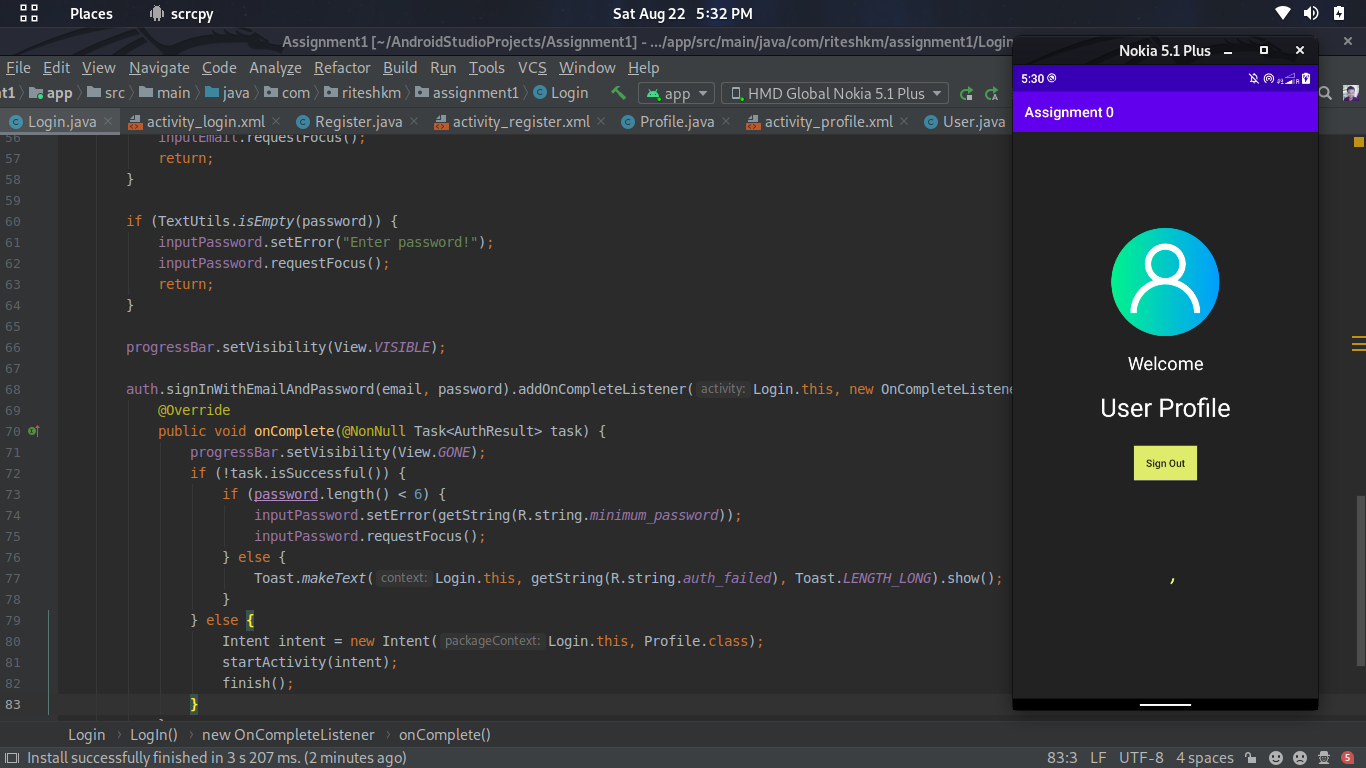 Places
scrcpy
Sat Aug 22 5:32 PM
Assignment1 [~/AndroidStudioProjects/Assignment1] - .../app/src/main/java/com/riteshkm/assignment1/Login
File Edit View Navigate Code Analyze Refactor Build Run Tools VCS Window Help
nt1 app src main java com riteshkm assignment1 Login app HMD Global Nokia 5.1 Plus
Login.java activity_login.xml Register.java activity_register.xml Profile.java activity_profile.xml User.java
56 inputEmail.requestFocus();
57 return;
58 }
59
60 if (TextUtils.isEmpty(password)) {
61 inputPassword.setError("Enter password!");
62 inputPassword.requestFocus();
63 return;
64 }
65
66 progressBar.setVisibility(View.VISIBLE);
67
68 auth.signInWithEmailAndPassword(email, password).addOnCompleteListener( activity: Login.this, new OnCompleteListene
69 @Override
70 public void onComplete(@NonNull Task<AuthResult> task) {
71 progressBar.setVisibility(View.GONE);
72 if (!task.isSuccessful()) {
73 if (password.length() < 6) {
74 inputPassword.setError(getString(R.string.minimum_password));
75 inputPassword.requestFocus();
76 } else {
77 Toast.makeText( context: Login.this, getString(R.string.auth_failed), Toast.LENGTH_LONG).show();
78 }
79 } else {
80 Intent intent = new Intent( packageContext: Login.this, Profile.class);
81 startActivity(intent);
82 finish();
83 }
Login LogIn() new OnCompleteListener onComplete()
Install successfully finished in 3 s 207 ms. (2 minutes ago)
83:3 LF UTF-8 4 spaces 5
Nokia 5.1 Plus
5:30
Assignment 0
Welcome
User Profile
Sign Out
,